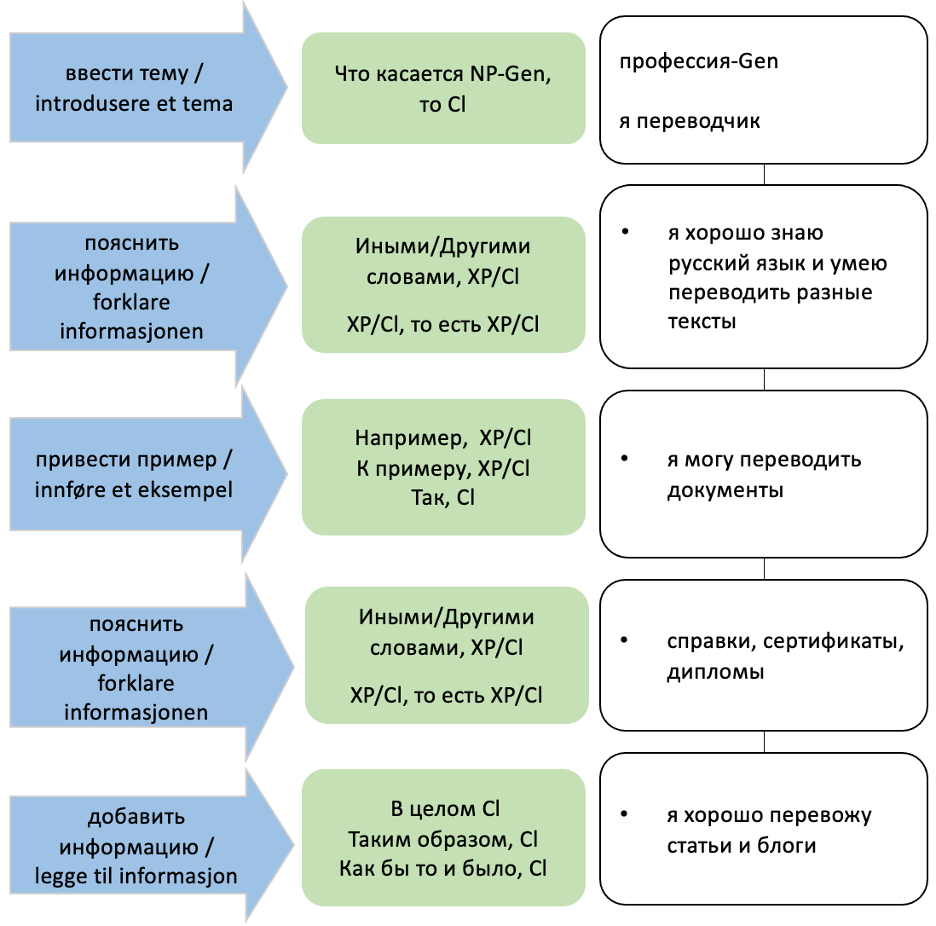 ввести тему /
introdusere et tema
Что касается NP-Gen,
то Cl
профессия-Gen
я переводчик
пояснить
информацию /
forklare
informasjonen
Иными/Другими
словами, XP/Cl
XP/Cl, то есть XP/Cl
• я хорошо знаю
русский язык и умею
переводить разные
тексты
привести пример /
innføre et eksempel
Например, XP/Cl
К примеру, XP/Cl
Так, Cl
• я могу переводить
документы
пояснить
информацию /
forklare
informasjonen
Иными/Другими
словами, XP/Cl
XP/Cl, то есть XP/Cl
• справки, сертификаты,
дипломы
добавить
информацию /
legge til informasjon
В целом Cl
Таким образом, Cl
Как бы то и было, Cl
• я хорошо перевожу
статьи и блоги